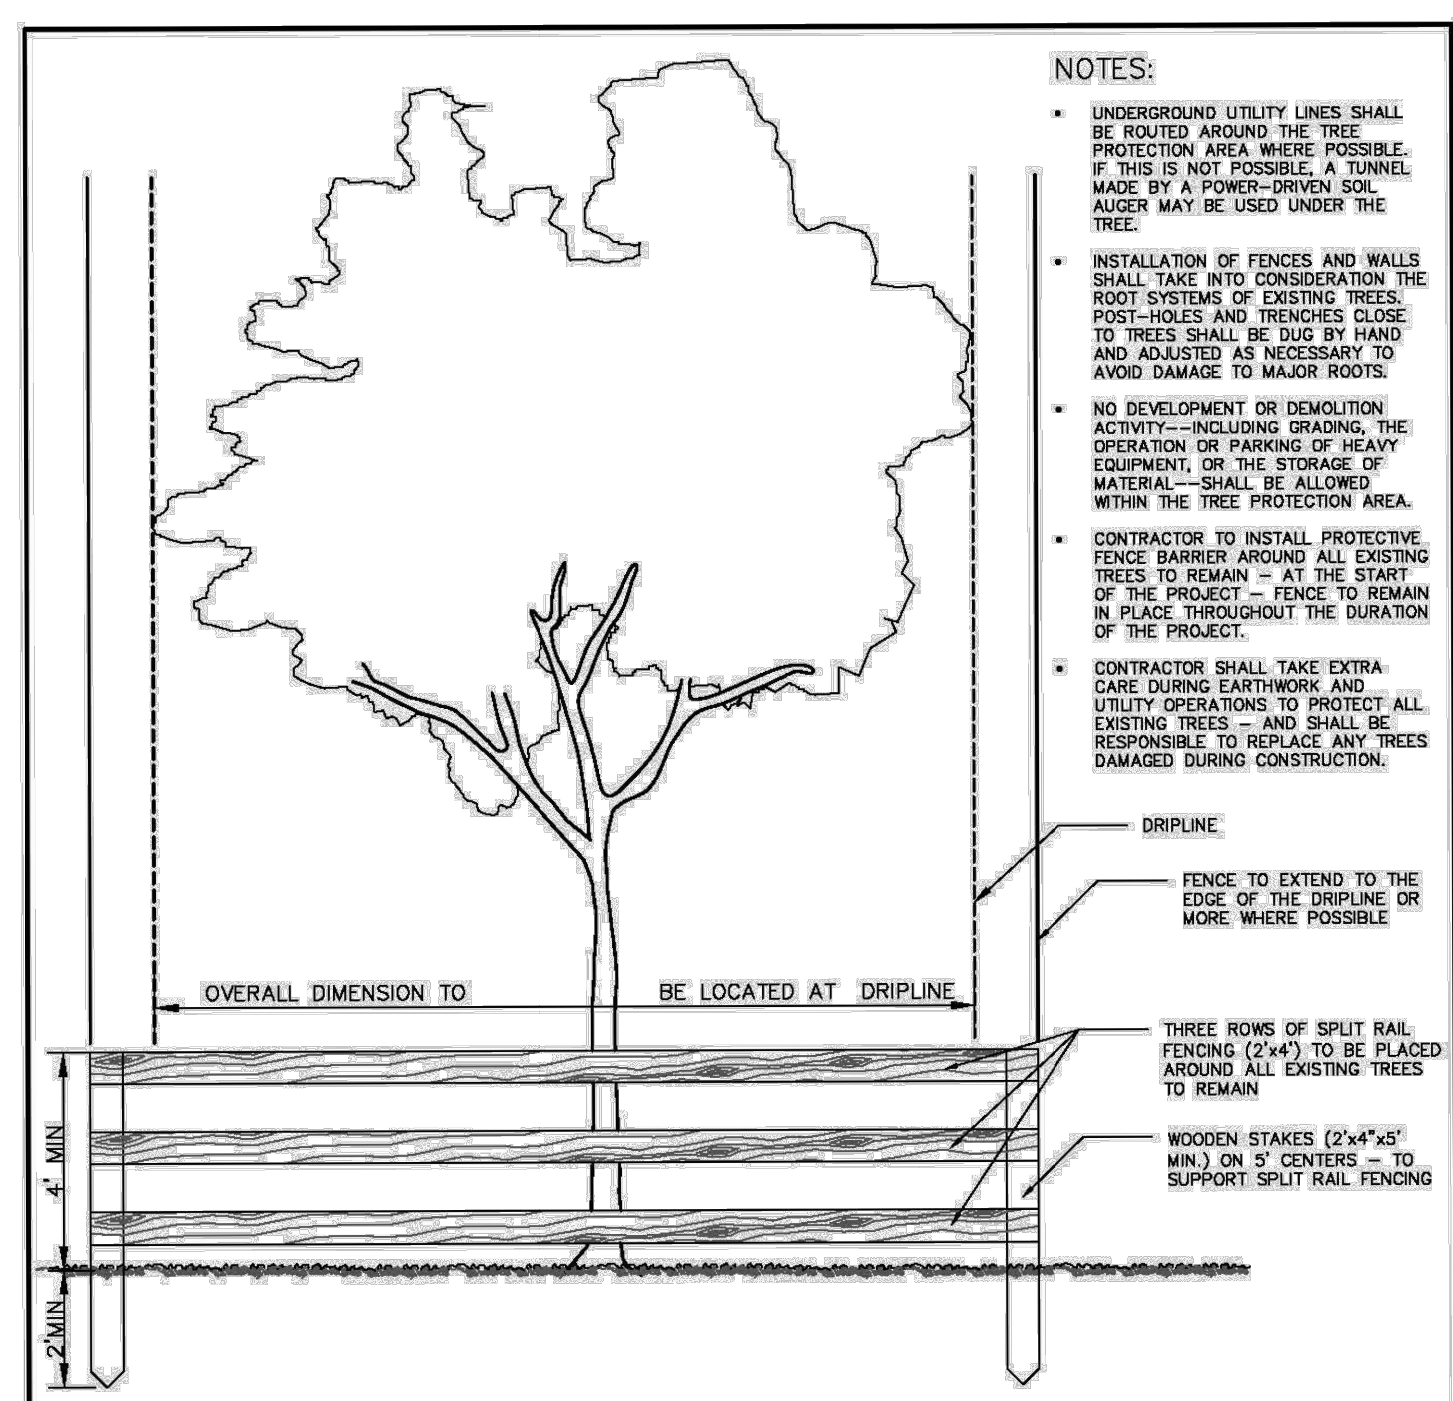 NOTES:
• UNDERGROUND UTILITY LINES SHALL
BE ROUTED AROUND THE TREE
PROTECTION AREA WHERE POSSIBLE.
IF THIS IS NOT POSSIBLE, A TUNNEL
MADE BY A POWER-DRIVEN SOIL
AUGER MAY BE USED UNDER THE
TREE.
• INSTALLATION OF FENCES AND WALLS
SHALL TAKE INTO CONSIDERATION THE
ROOT SYSTEMS OF EXISTING TREES.
POST-HOLES AND TRENCHES CLOSE
TO TREES SHALL BE DUG BY HAND
AND ADJUSTED AS NECESSARY TO
AVOID DAMAGE TO MAJOR ROOTS.
• NO DEVELOPMENT OR DEMOLITION
ACTIVITY--INCLUDING GRADING, THE
OPERATION OR PARKING OF HEAVY
EQUIPMENT, OR THE STORAGE OF
MATERIAL--SHALL BE ALLOWED
WITHIN THE TREE PROTECTION AREA.
• CONTRACTOR TO INSTALL PROTECTIVE
FENCE BARRIER AROUND ALL EXISTING
TREES TO REMAIN - AT THE START
OF THE PROJECT - FENCE TO REMAIN
IN PLACE THROUGHOUT THE DURATION
OF THE PROJECT.
• CONTRACTOR SHALL TAKE EXTRA
CARE DURING EARTHWORK AND
UTILITY OPERATIONS TO PROTECT ALL
EXISTING TREES - AND SHALL BE
RESPONSIBLE TO REPLACE ANY TREES
DAMAGED DURING CONSTRUCTION.
DRIPLINE
FENCE TO EXTEND TO THE
EDGE OF THE DRIPLINE OR
MORE WHERE POSSIBLE
OVERALL DIMENSION TO BE LOCATED AT DRIPLINE
THREE ROWS OF SPLIT RAIL
FENCING (2'x4') TO BE PLACED
AROUND ALL EXISTING TREES
TO REMAIN
WOODEN STAKES (2'x4"x5'
MIN.) ON 5' CENTERS - TO
SUPPORT SPLIT RAIL FENCING
4' MIN
2'MIN